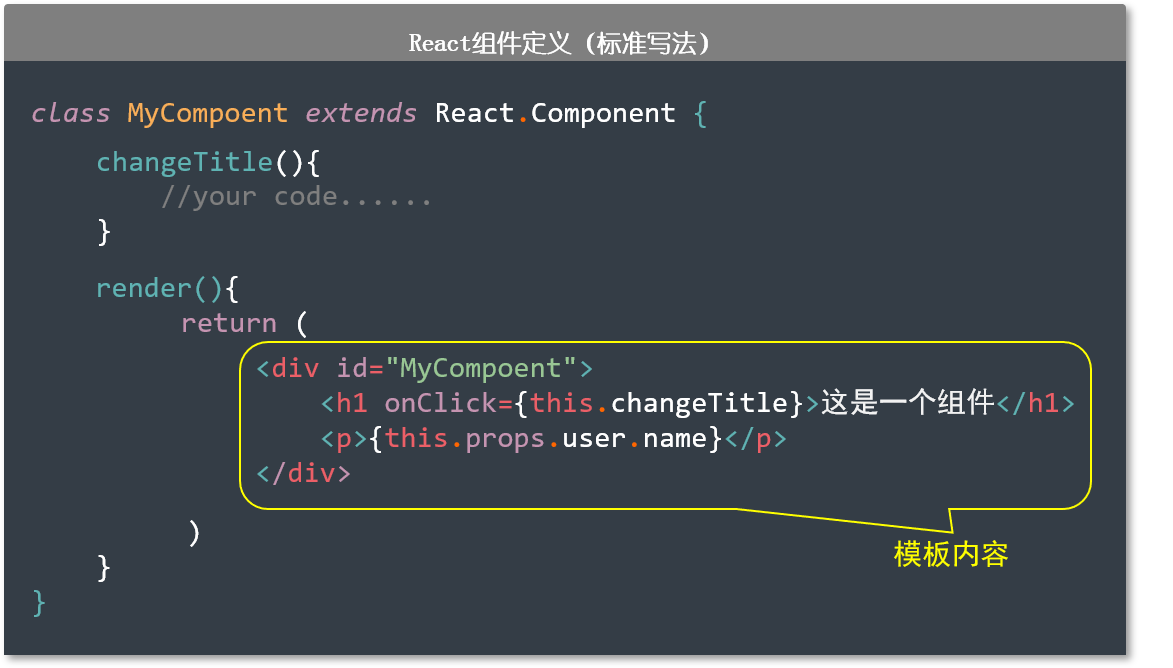 React组件定义（标准写法）
class MyCompoent extends React.Component {
changeTitle(){
//your code......
}
render(){
return (
<div id="MyCompoent">
<h1 onClick={this.changeTitle}>这是一个组件</h1>
<p>{this.props.user.name}</p>
</div>
)
模板内容
}
}